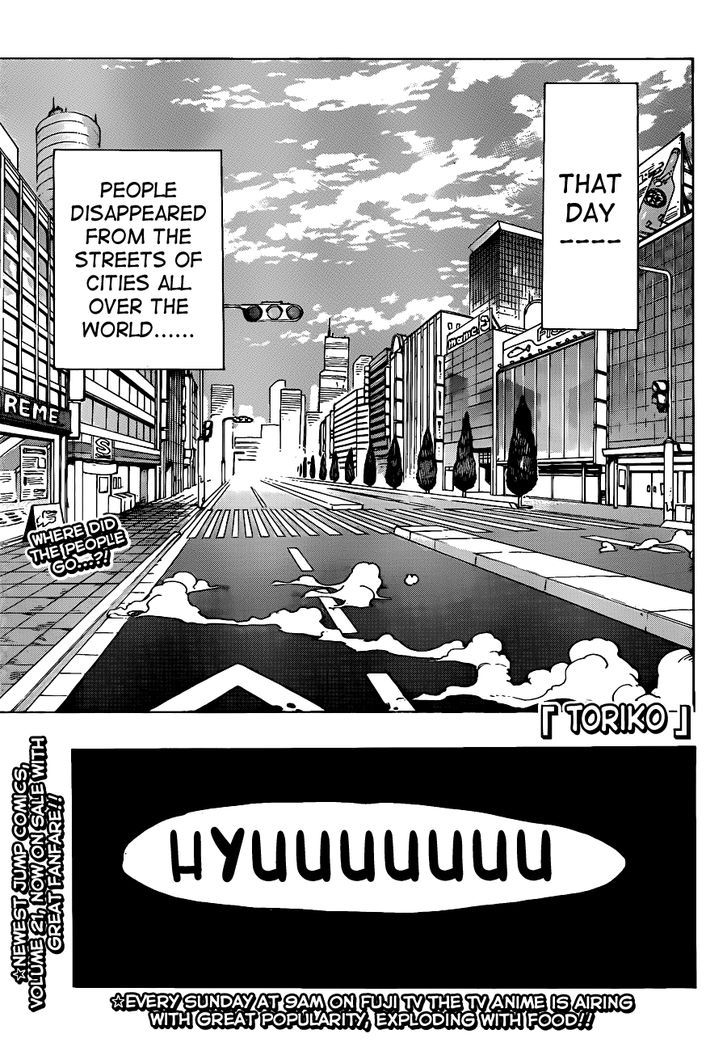 THAT
DAY
----
PEOPLE
DISAPPEARED
FROM THE
STREETS OF
CITIES ALL
OVER THE
WORLD......
REME
S
WHERE DID
THE PEOPLE
GO...?!
『 TORIKO 』
HYUUUUUUUU
☆NEWEST JUMP COMICS,
VOLUME 21, NOW ON SALE WITH
GREAT FANFARE!!
☆EVERY SUNDAY AT 9AM ON FUJI TV THE TV ANIME IS AIRING
WITH GREAT POPULARITY, EXPLODING WITH FOOD!!